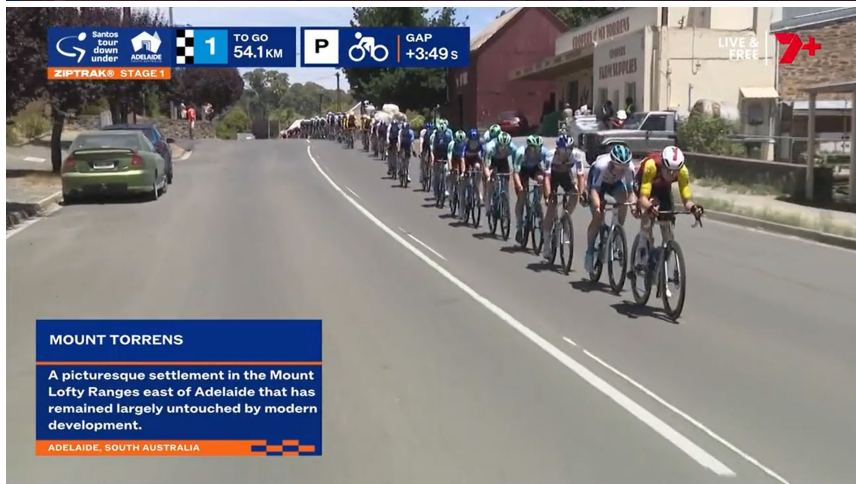 Santos
tour
down
under
ADELAIDE
1
TO GO
54.1KM
P
GAP
+3:49s
ZIPTRAK® STAGE 1
LIVE &
FREE
7+
FARM SUPPLIES
MOUNT TORRENS
A picturesque settlement in the Mount
Lofty Ranges east of Adelaide that has
remained largely untouched by modern
development.
ADELAIDE, SOUTH AUSTRALIA